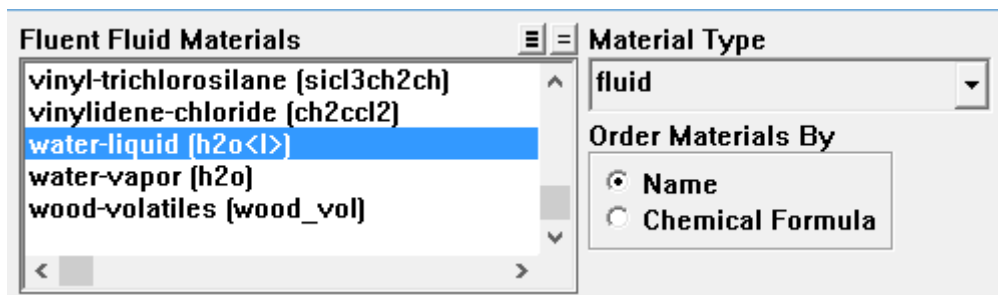 Fluent Fluid Materials
vinyl-trichlorosilane (sicl3ch2ch)
vinylidene-chloride (ch2ccl2)
water-liquid (h2o<l>)
water-vapor (h2o)
wood-volatiles (wood_vol)
Material Type
fluid
Order Materials By
Name
Chemical Formula